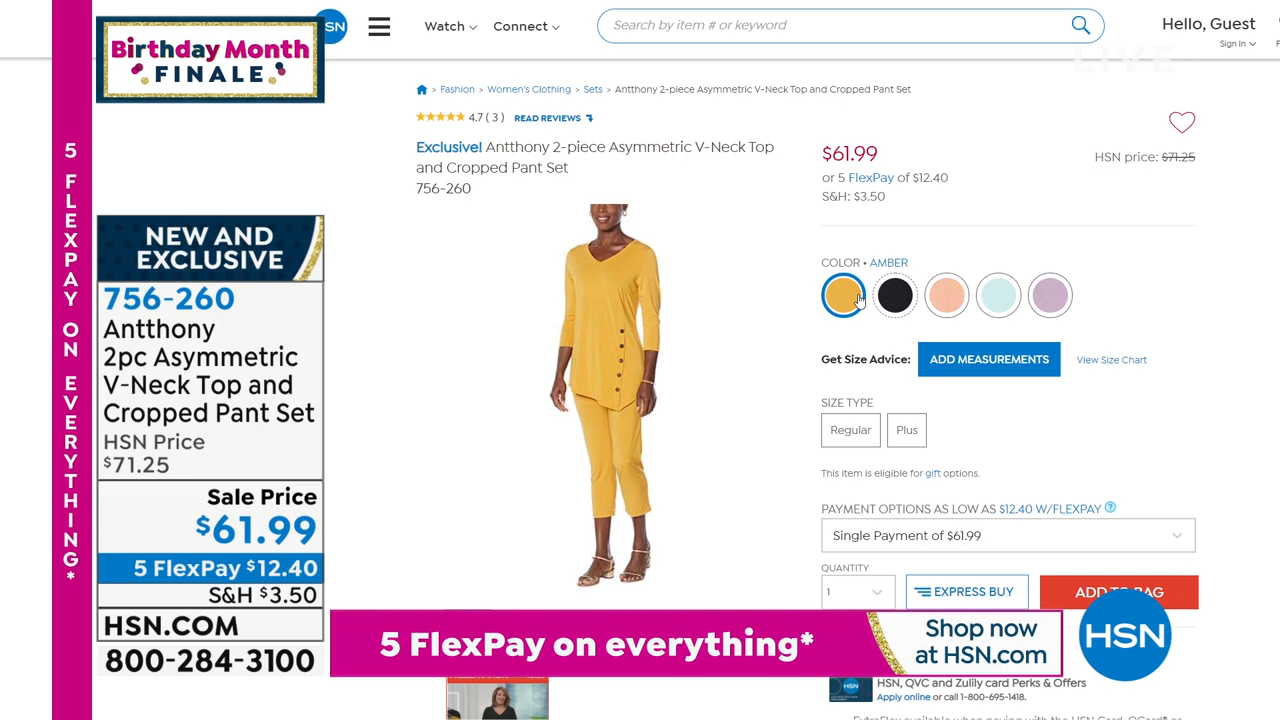 Birthday Month
FINALE
5 FLEXPAY ON EVERYTHING*
NEW AND
EXCLUSIVE
756-260
Antthony
2pc Asymmetric
V-Neck Top and
Cropped Pant Set
HSN Price
$71.25
Sale Price
$61.99
5 FlexPay $12.40
S&H $3.50
HSN.COM
800-284-3100
Watch
Connect
Search by item # or keyword
Hello, Guest
Sign In
LIVE
> Fashion > Women's Clothing > Sets > Antthony 2-piece Asymmetric V-Neck Top and Cropped Pant Set
4.7 ( 3 ) READ REVIEWS
Exclusive! Antthony 2-piece Asymmetric V-Neck Top
and Cropped Pant Set
756-260
$61.99
HSN price: $71.25
or 5 FlexPay of $12.40
S&H: $3.50
COLOR • AMBER
Get Size Advice: ADD MEASUREMENTS View Size Chart
SIZE TYPE
Regular Plus
This item is eligible for gift options.
PAYMENT OPTIONS AS LOW AS $12.40 W/FLEXPAY ?
Single Payment of $61.99
QUANTITY
1 EXPRESS BUY ADD TO BAG
5 FlexPay on everything*
Shop now
at HSN.com
HSN
HSN, QVC and Zulily card Perks & Offers
Apply online or call 1-800-695-1418.